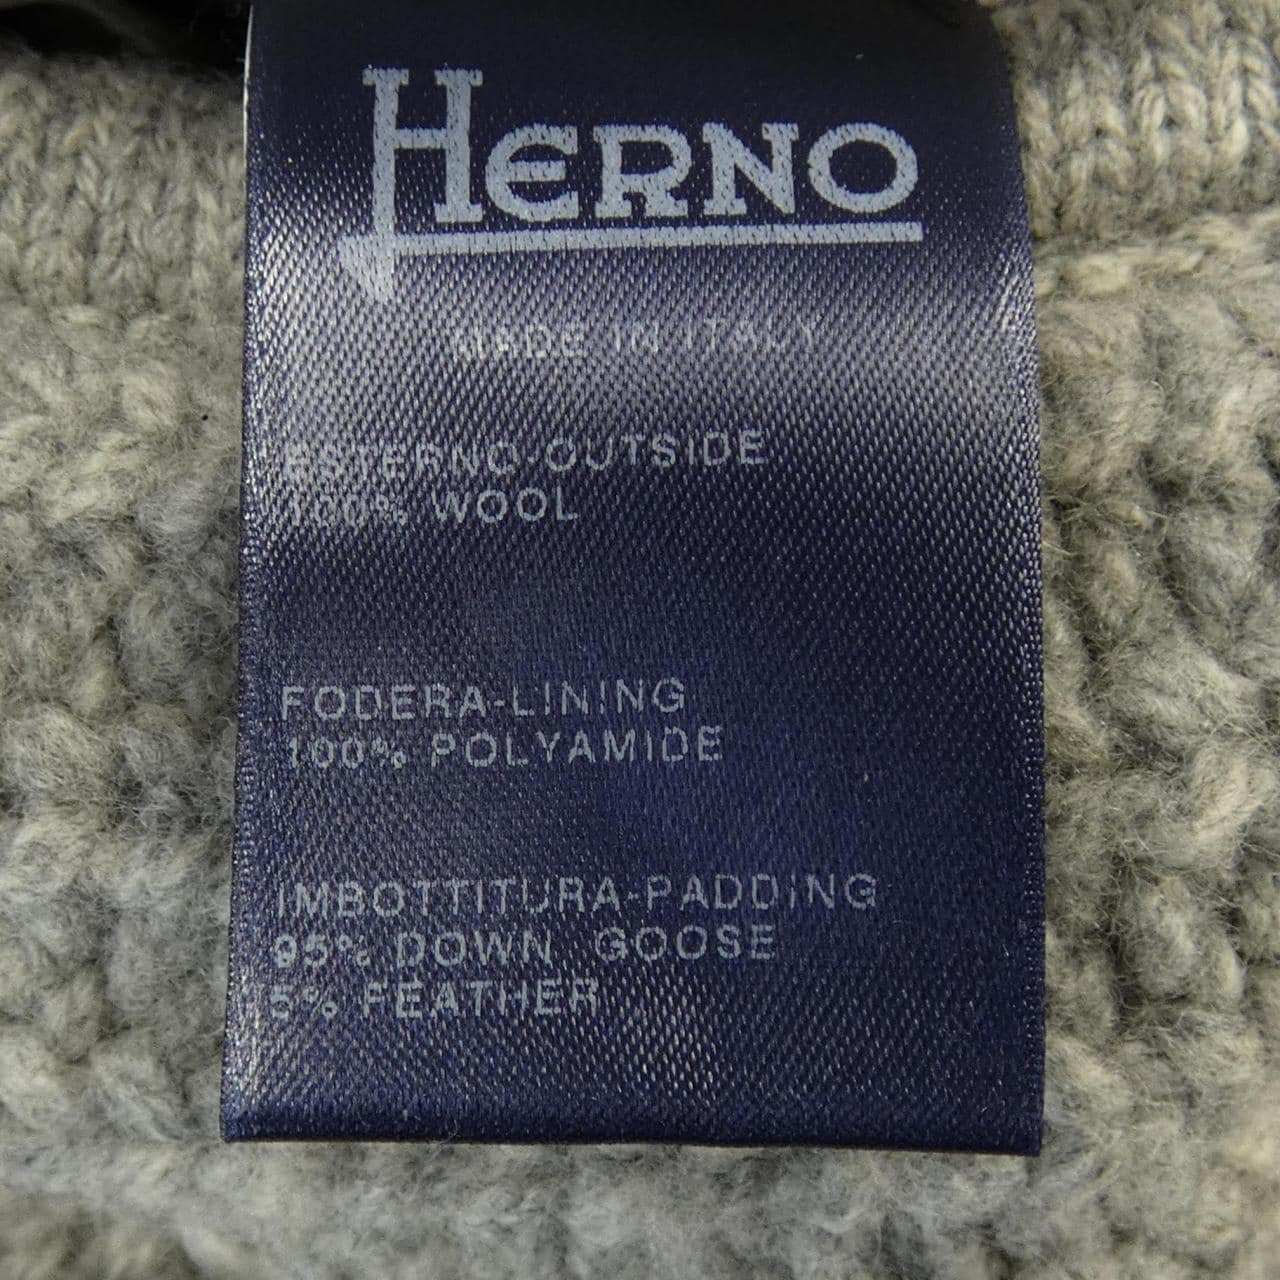 HERNO
MADE IN ITALY
ESTERNO-OUTSIDE
100% WOOL
FODERA-LINING
100% POLYAMIDE
IMBOTTITURA-PADDING
95% DOWN GOOSE
5% FEATHER